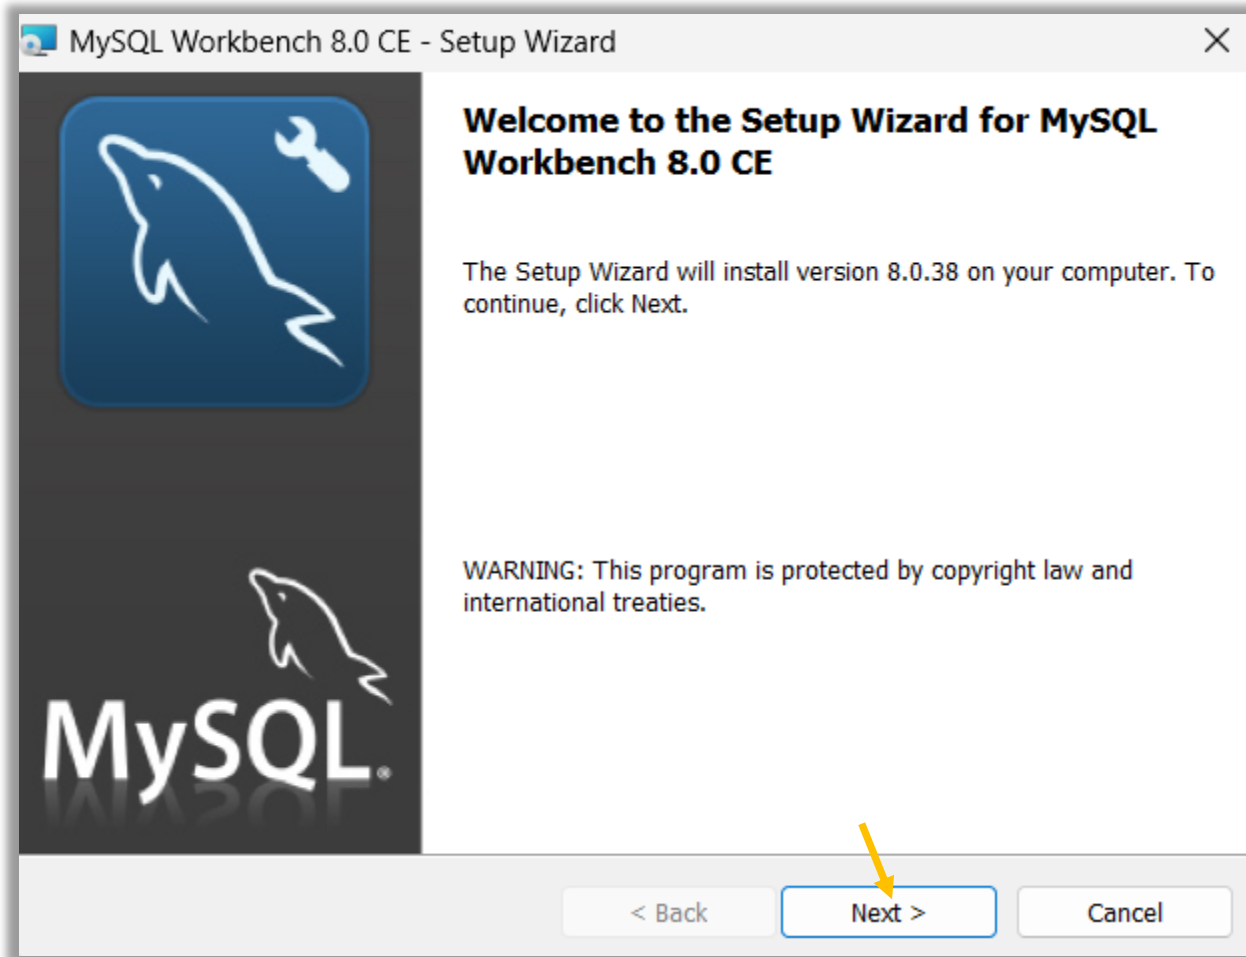 MySQL Workbench 8.0 CE - Setup Wizard
Welcome to the Setup Wizard for MySQL
Workbench 8.0 CE
The Setup Wizard will install version 8.0.38 on your computer. To
continue, click Next.
WARNING: This program is protected by copyright law and
international treaties.
MySQL®
< Back
Next >
Cancel